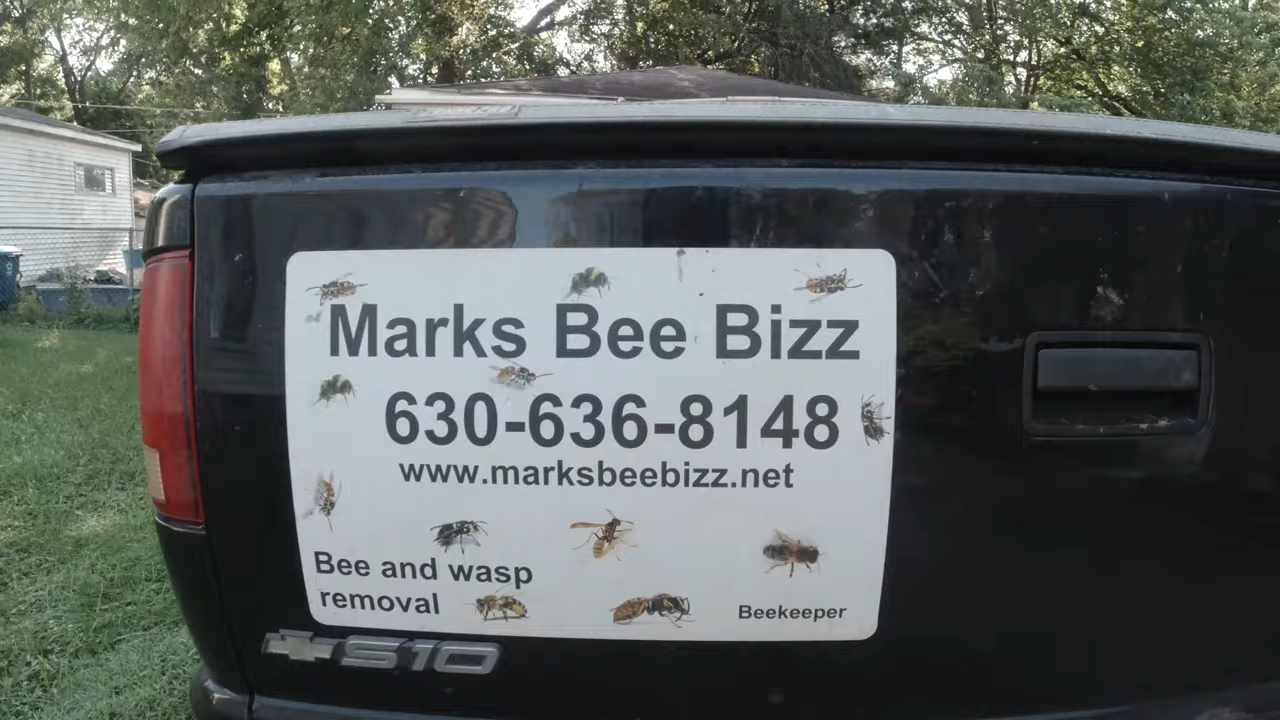 Marks Bee Bizz
630-636-8148
www.marksbeebizz.net
Bee and wasp
removal
Beekeeper
S10